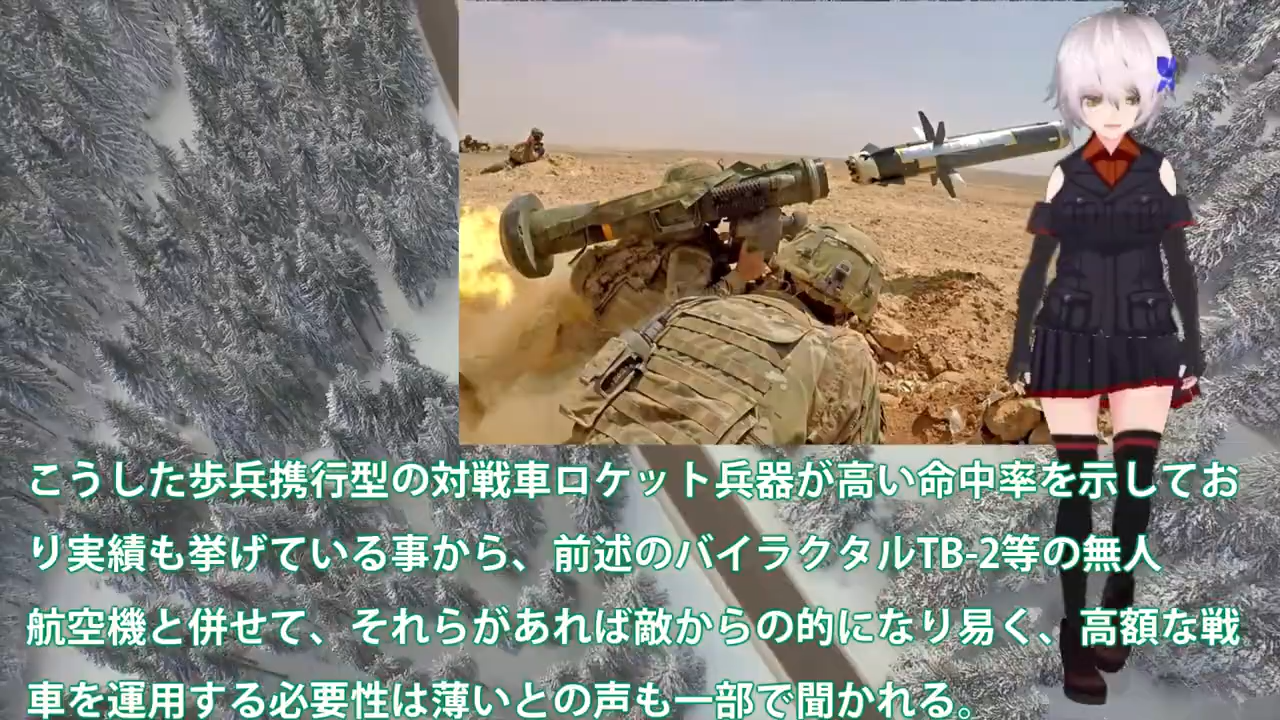 こうした歩兵携行型の対戦車ロケット兵器が高い命中率を示してお
り実績も挙げている事から、前述のバイラクタルTB-2等の無人
航空機と併せて、それらがあれば敵からの的になり易く、高額な戦
車を運用する必要性は薄いとの声も一部で聞かれる。